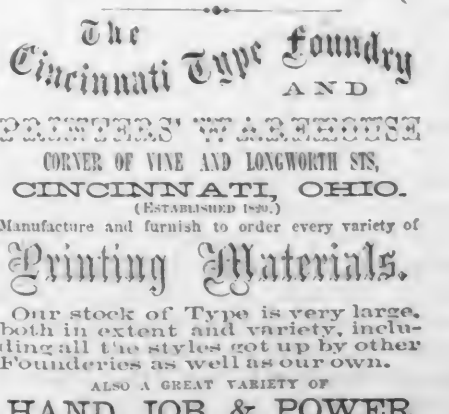 The
Cincinnati Type Foundry
AND
PRINTERS' WAREHOUSE
CORNER OF VINE AND LONGWORTH STS,
CINCINNATI, OHIO.
(ESTABLISHED 1820.)
Manufacture and furnish to order every variety of
Printing Materials.
Our stock of Type is very large,
both in extent and variety, inclu-
ding all the styles got up by other
Founderies as well as our own.
ALSO A GREAT VARIETY OF
HAND, JOB & POWER